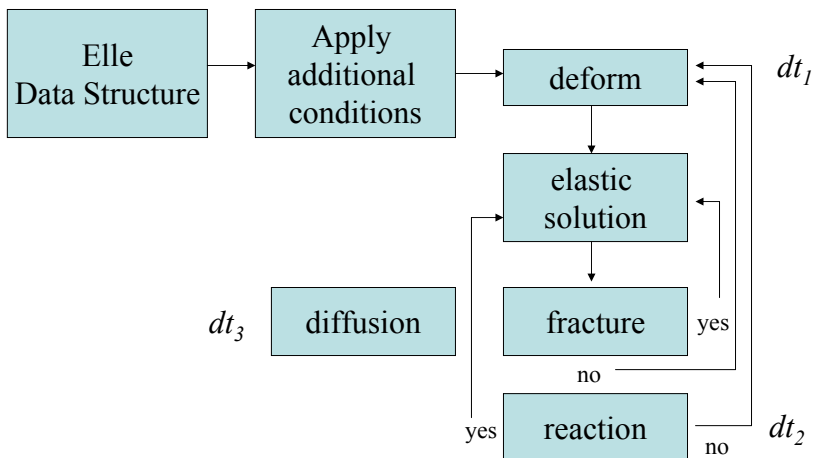 Elle
Data Structure
Apply
additional
conditions
deform
dt₁
elastic
solution
dt₃
diffusion
fracture
yes
no
yes
reaction
no
dt₂